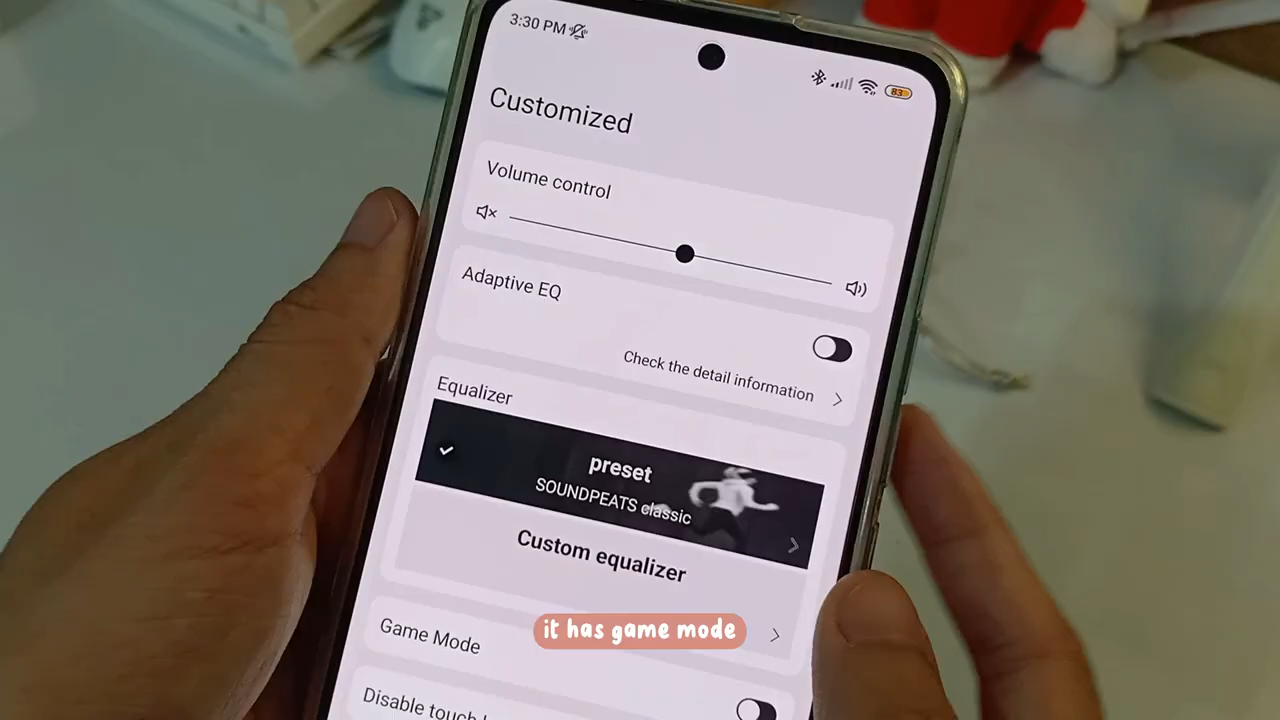 3:30 PM
83
Customized
Volume control
Adaptive EQ
Check the detail information
Equalizer
preset
SOUNDPEATS classic
Custom equalizer
it has game mode
Game Mode
Disable touch